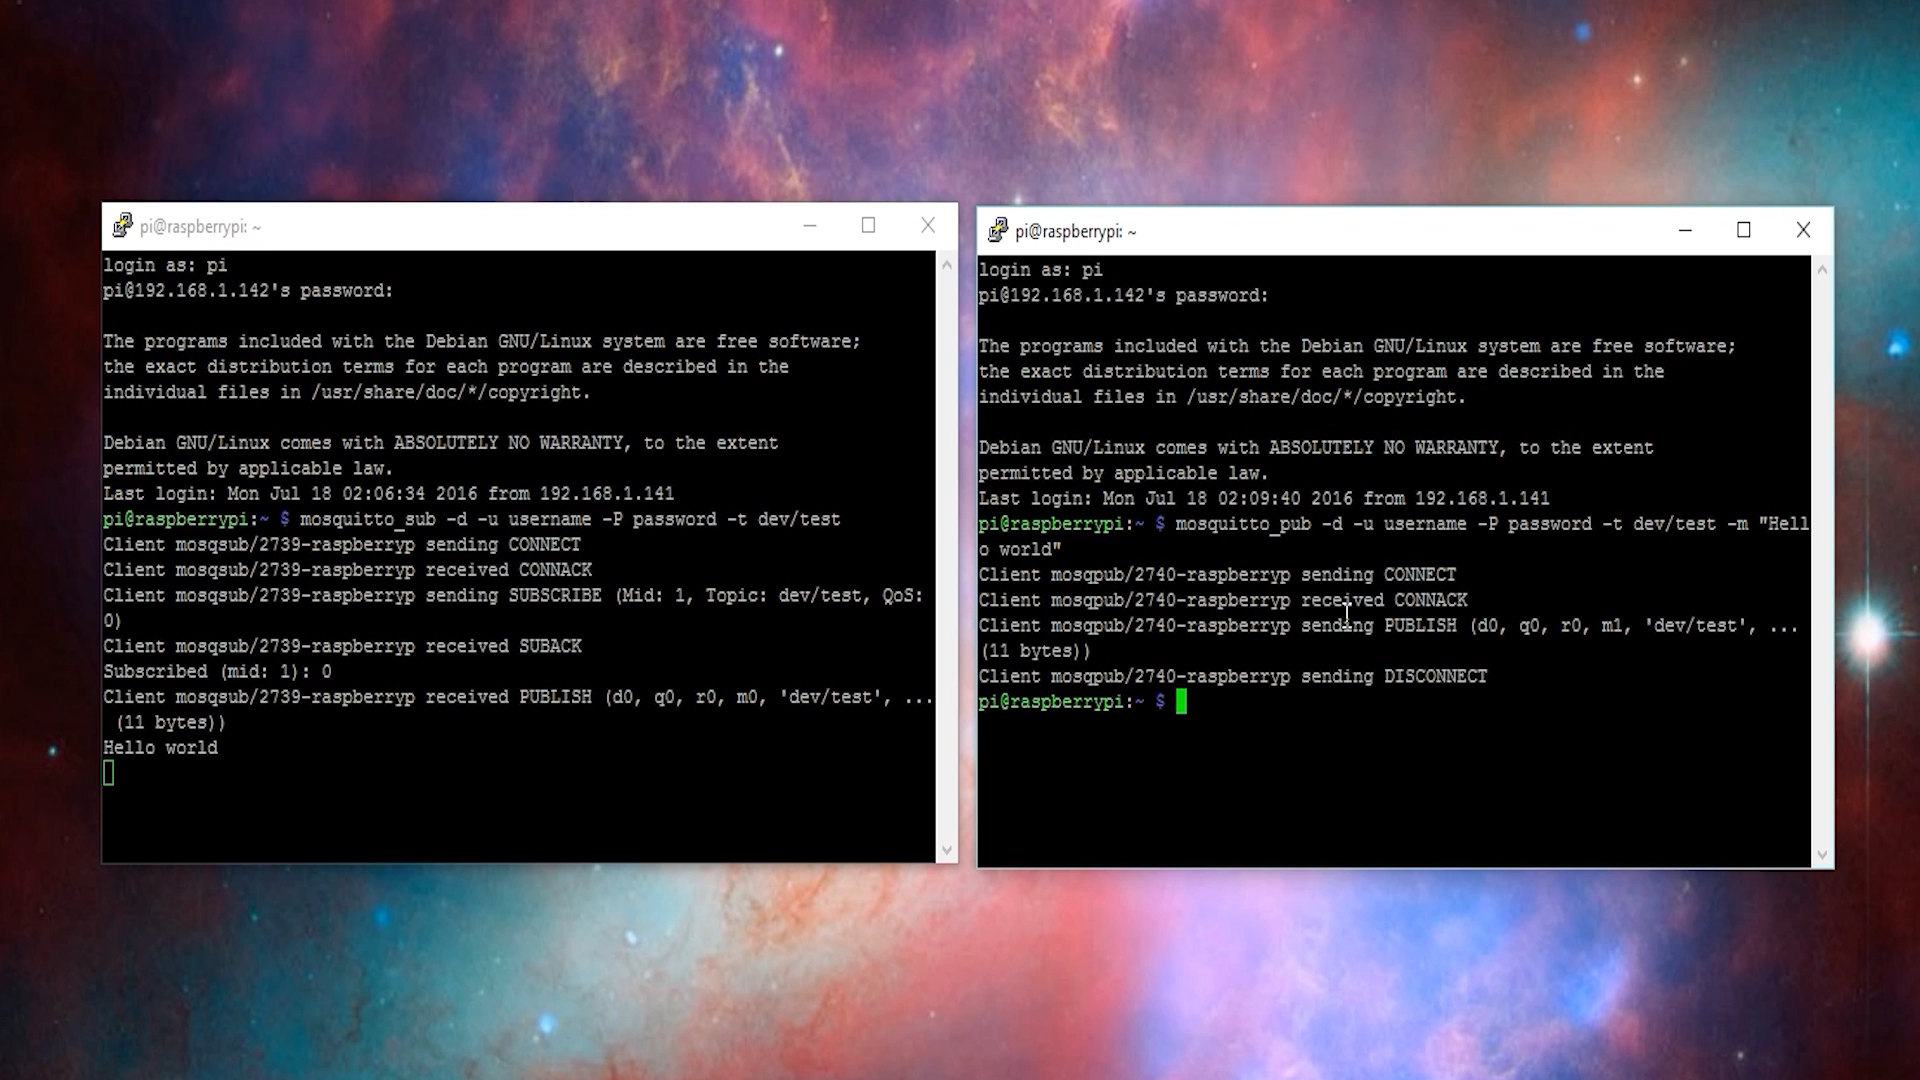 pi@raspberrypi: ~
login as: pi
pi@192.168.1.142's password:
The programs included with the Debian GNU/Linux system are free software;
the exact distribution terms for each program are described in the
individual files in /usr/share/doc/*/copyright.
Debian GNU/Linux comes with ABSOLUTELY NO WARRANTY, to the extent
permitted by applicable law.
Last login: Mon Jul 18 02:06:34 2016 from 192.168.1.141
pi@raspberrypi:~ $ mosquitto_sub -d -u username -P password -t dev/test
Client mosqsub/2739-raspberryp sending CONNECT
Client mosqsub/2739-raspberryp received CONNACK
Client mosqsub/2739-raspberryp sending SUBSCRIBE (Mid: 1, Topic: dev/test, QoS:
0)
Client mosqsub/2739-raspberryp received SUBACK
Subscribed (mid: 1): 0
Client mosqsub/2739-raspberryp received PUBLISH (d0, q0, r0, m0, 'dev/test', ...
(11 bytes))
Hello world
pi@raspberrypi: ~
login as: pi
pi@192.168.1.142's password:
The programs included with the Debian GNU/Linux system are free software;
the exact distribution terms for each program are described in the
individual files in /usr/share/doc/*/copyright.
Debian GNU/Linux comes with ABSOLUTELY NO WARRANTY, to the extent
permitted by applicable law.
Last login: Mon Jul 18 02:09:40 2016 from 192.168.1.141
pi@raspberrypi:~ $ mosquitto_pub -d -u username -P password -t dev/test -m "Hell
o world"
Client mosqpub/2740-raspberryp sending CONNECT
Client mosqpub/2740-raspberryp received CONNACK
Client mosqpub/2740-raspberryp sending PUBLISH (d0, q0, r0, m1, 'dev/test', ...
(11 bytes))
Client mosqpub/2740-raspberryp sending DISCONNECT
pi@raspberrypi:~ $